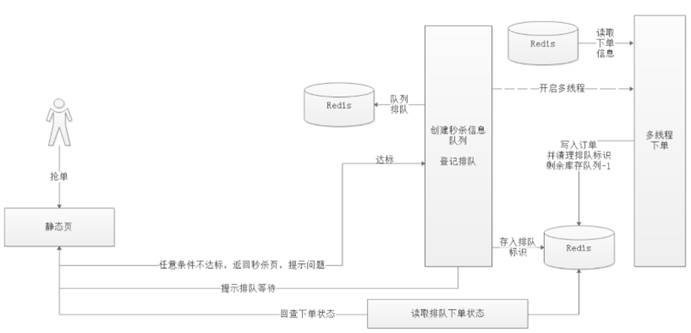 Redis
读取
下单
信息
Redis
队列
排队
开启多线程
创建秒杀信息
队列
登记排队
多线程
下单
写入订单
并清理排队标识
剩余库存队列-1
达标
抢单
静态页
存入排队
标识
Redis
任意条件不达标，返回秒杀页，提示问题
提示排队等待
回查下单状态
读取排队下单状态